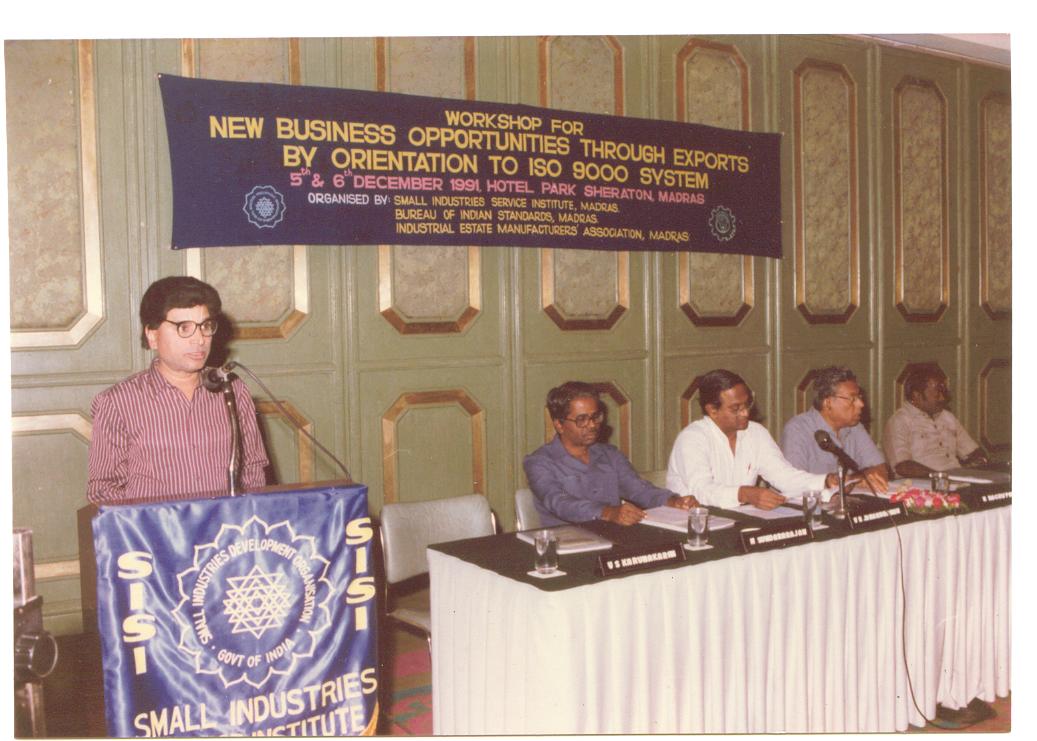 WORKSHOP FOR
NEW BUSINESS OPPORTUNITIES THROUGH EXPORTS
BY ORIENTATION TO ISO 9000 SYSTEM
5th & 6th DECEMBER 1991, HOTEL PARK SHERATON, MADRAS
ORGANISED BY: SMALL INDUSTRIES SERVICE INSTITUTE, MADRAS.
BUREAU OF INDIAN STANDARDS, MADRAS.
INDUSTRIAL ESTATE MANUFACTURERS' ASSOCIATION, MADRAS
V S KARUNAKARAN
N SUNDARARAJAN
SISI
SISI
SMALL INDUSTRIES DEVELOPMENT ORGANISATION
GOVT OF INDIA
SMALL INDUSTRIES
INSTITUTE